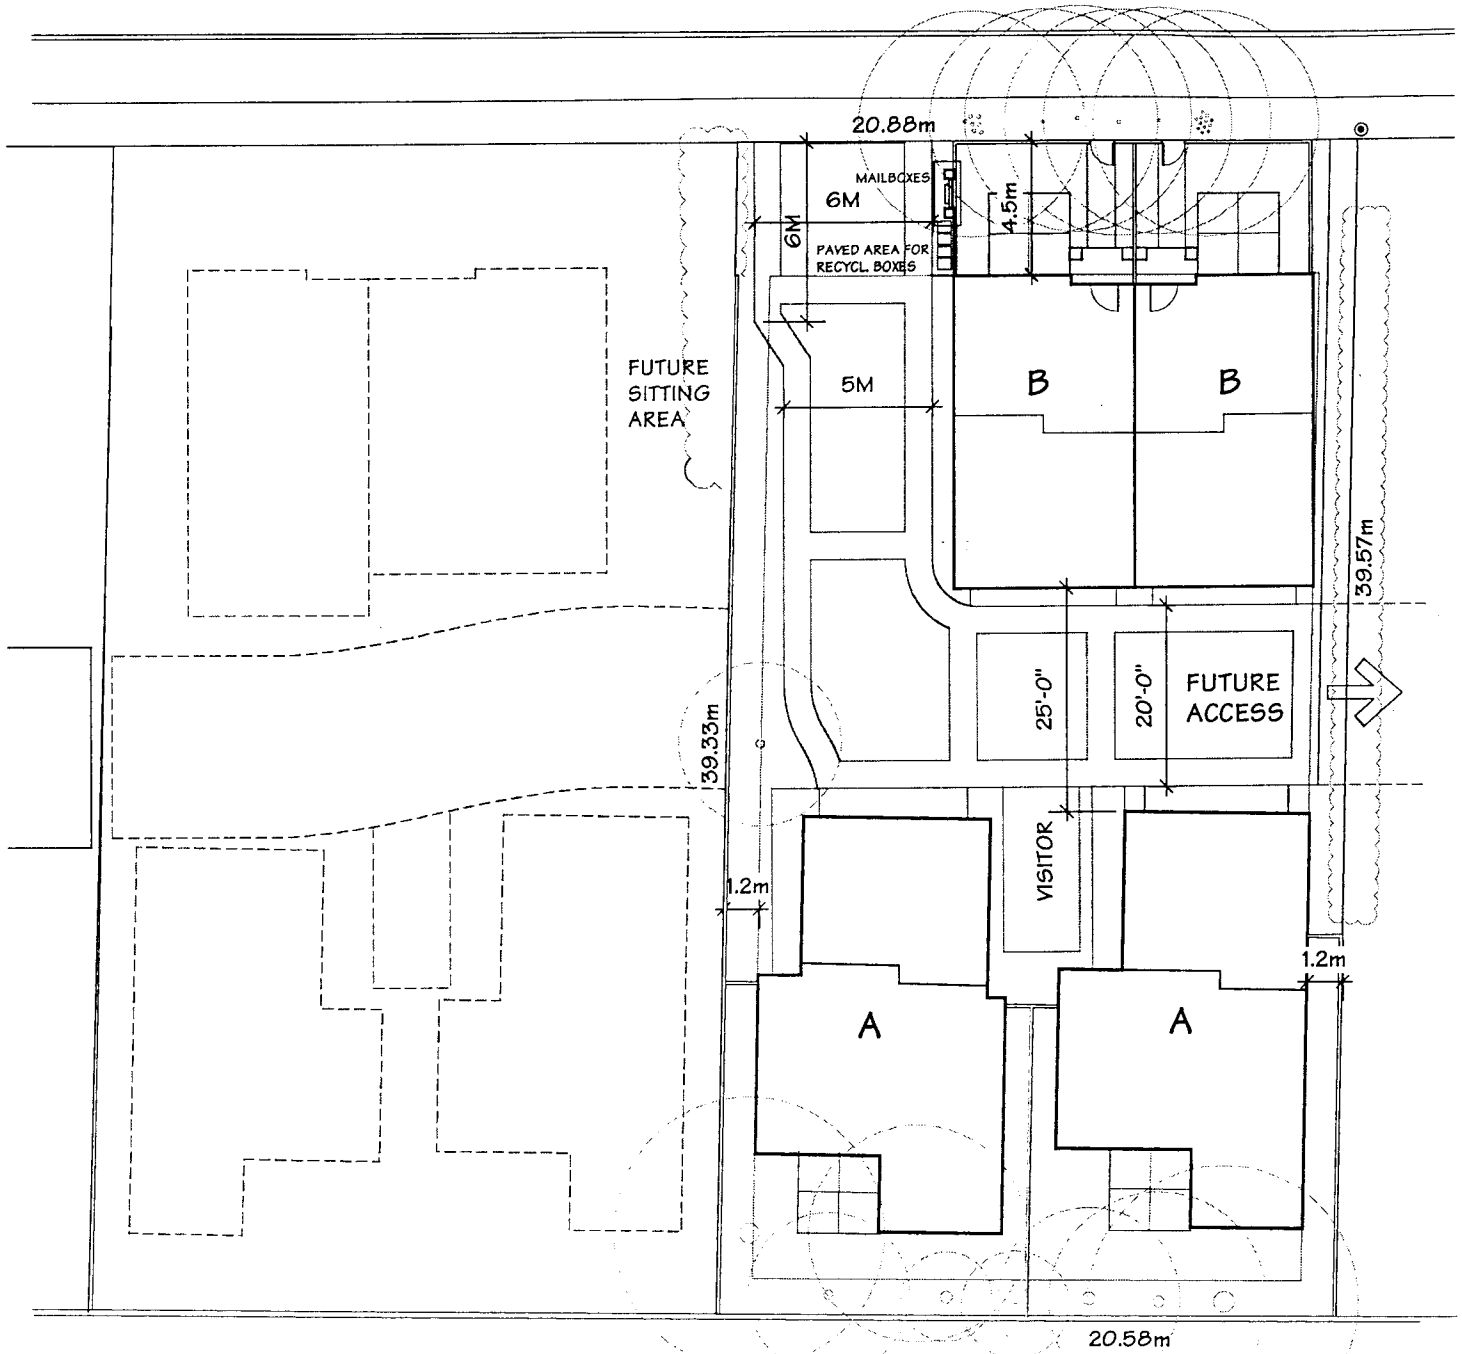 20.88m
MAILBOXES
6M
6M
4.5m
PAVED AREA FOR
RECYCL. BOXES
FUTURE
SITTING
AREA
5M
B
B
39.57m
25'-0"
20'-0"
FUTURE
ACCESS
39.33m
VISITOR
1.2m
1.2m
A
A
20.58m